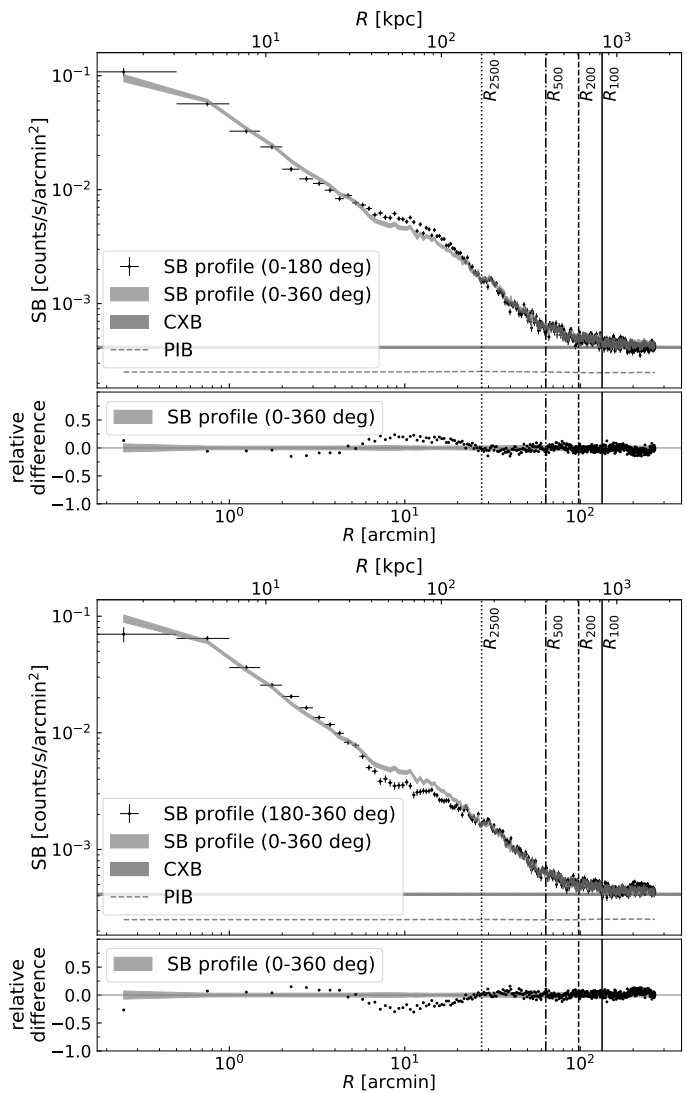 R [kpc]
10¹ 10² 10³
R₂₅₀₀ R₅₀₀ R₂₀₀ R₁₀₀
10⁻¹
10⁻²
10⁻³
SB [counts/s/arcmin²]
SB profile (0-180 deg)
SB profile (0-360 deg)
CXB
PIB
SB profile (0-360 deg)
0.5
0.0
−0.5
−1.0
relative
difference
10⁰ 10¹ 10²
R [arcmin]
R [kpc]
10¹ 10² 10³
R₂₅₀₀ R₅₀₀ R₂₀₀ R₁₀₀
10⁻¹
10⁻²
10⁻³
SB [counts/s/arcmin²]
SB profile (180-360 deg)
SB profile (0-360 deg)
CXB
PIB
SB profile (0-360 deg)
0.5
0.0
−0.5
−1.0
relative
difference
10⁰ 10¹ 10²
R [arcmin]